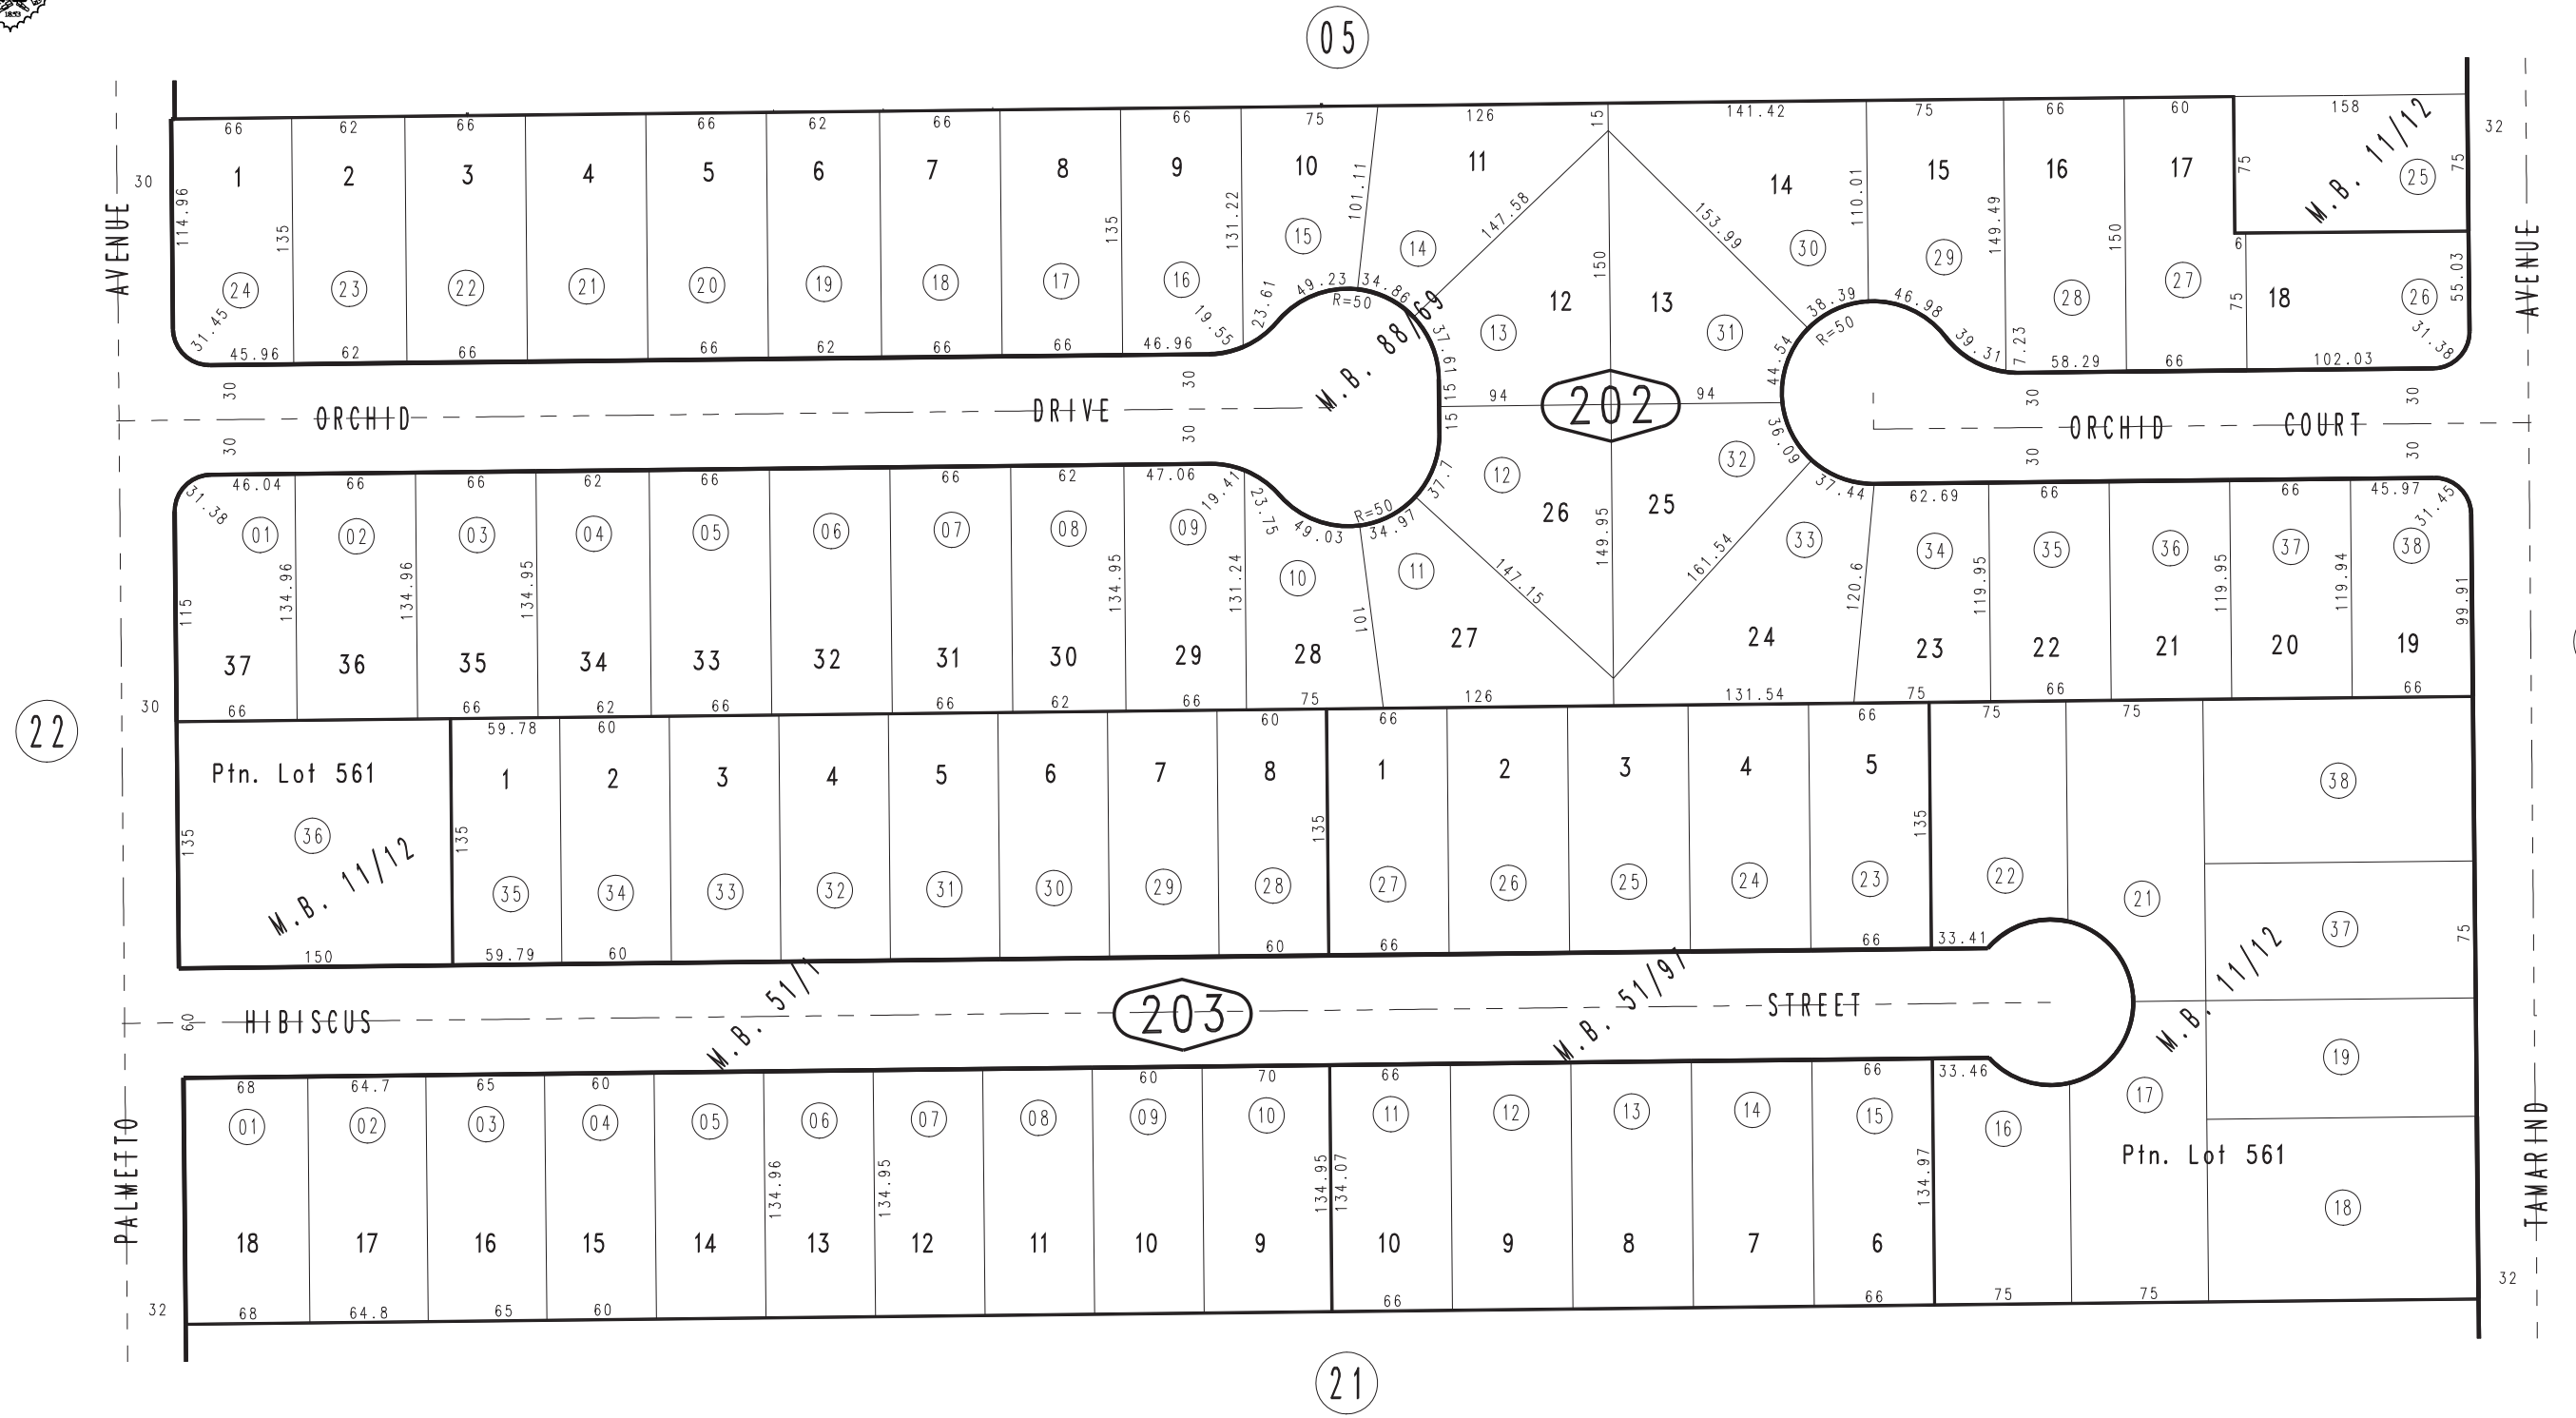 1853
05
66 62 66 66 62 66 66 75 126 15 141.42 75 66 60 158
32
30
1 2 3 4 5 6 7 8 9 10 11 14 15 16 17
M.B. 11/12
75 75
25
AVENUE
114.96 135 135 131.22 101.11 147.58 150 153.99 110.01 149.49 150
AVENUE
24 23 22 21 20 19 18 17 16 15 14 30 29 28 27
6 75 18 26 55.03
31.45 19.55 23.61 49.23 34.86 R=50 37.61 15
12 13
13 31
38.39 R=50 46.98 39.31 7.23 44.54 31.38
45.96 62 66 66 62 66 66 46.96 58.29 66 102.03
M.B. 88/69
30 30 30 30
94 202 94
ORCHID DRIVE
ORCHID COURT
30 30 30 30
15
31.38 46.04 66 66 62 66 66 62 47.06 19.41 23.75 49.03 R=50 34.97 37.7
36.09 37.44 62.69 66 66 45.97 31.45
01 02 03 04 05 06 07 08 09 10 11 12 32 33 34 35 36 37 38
26 25
115 134.96 134.96 134.95 134.95 131.24 101 147.15 149.95 161.54 120.6 119.95 119.95 119.94 99.91
37 36 35 34 33 32 31 30 29 28 27 24 23 22 21 20 19
66 66 62 66 66 62 66 75 126 131.54 75 66 66
30
22
59.78 60 60 66 66 75 75
Ptn. Lot 561
1 2 3 4 5 6 7 8 1 2 3 4 5
38
135 36 135 135 135
M.B. 11/12
35 34 33 32 31 30 29 28 27 26 25 24 23 22 21
37 75
150 59.79 60 60 66 66 33.41
M.B. 51/1
M.B. 51/97
M.B. 11/12
60 HIBISCUS 203 STREET
19
68 64.7 65 60 60 70 66 66 33.46
01 02 03 04 05 06 07 08 09 10 11 12 13 14 15 16 17
PALMETTO
TAMARIND
134.96 134.95 134.95 134.07 134.97
Ptn. Lot 561
18
18 17 16 15 14 13 12 11 10 9 10 9 8 7 6
32 32
68 64.8 65 60 66 66 75 75
21